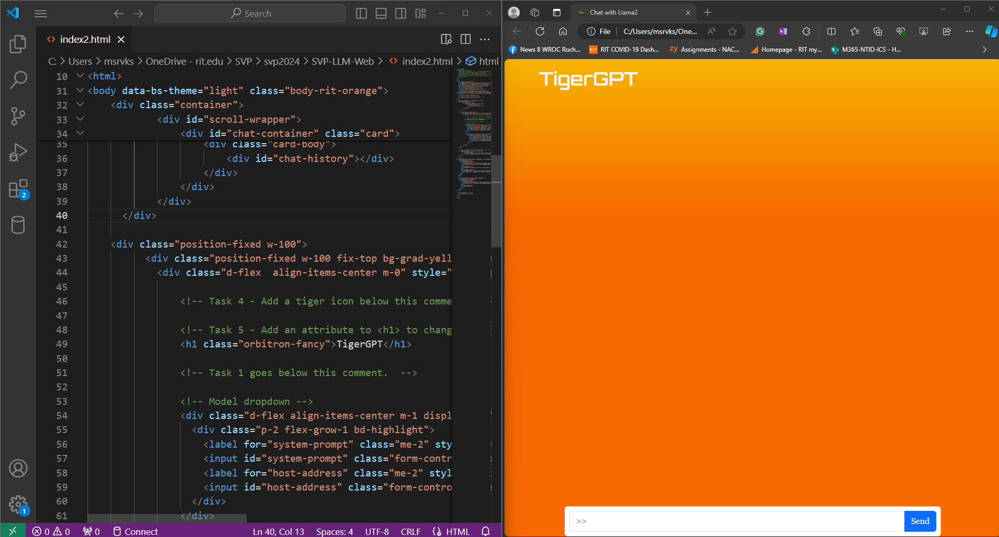 Search
index2.html
C: > Users > msrvks > OneDrive - rit.edu > SVP > svp2024 > SVP-LLM-Web > index2.html > html
10 <html>
31 <body data-bs-theme="light" class="body-rit-orange">
32 <div class="container">
33 <div id="scroll-wrapper">
34 <div id="chat-container" class="card">
35 <div class="card-body">
36 <div id="chat-history"></div>
37 </div>
38 </div>
39 </div>
40 </div>
41
42 <div class="position-fixed w-100">
43 <div class="position-fixed w-100 fix-top bg-grad-yell
44 <div class="d-flex  align-items-center m-0" style="
45
46 <!-- Task 4 - Add a tiger icon below this comme
47
48 <!-- Task 5 - Add an attribute to <h1> to chang
49 <h1 class="orbitron-fancy">TigerGPT</h1>
50
51 <!-- Task 1 goes below this comment.  -->
52
53 <!-- Model dropdown -->
54 <div class="d-flex align-items-center m-1 displ
55 <div class="p-2 flex-grow-1 bd-highlight">
56 <label for="system-prompt" class="me-2" sty
57 <input id="system-prompt" class="form-contr
58 <label for="host-address" class="me-2" styl
59 <input id="host-address" class="form-contro
60 </div>
61 </div>
2
1
0 0 0 Connect Ln 40, Col 13 Spaces: 4 UTF-8 CRLF HTML
Chat with Llama2
File C:/Users/msrvks/One...
News 8 WROC Roch... RIT RIT COVID-19 Dash... zy Assignments - NAC... Homepage - RIT my... S M365-NTID-ICS - H...
TigerGPT
>> Send